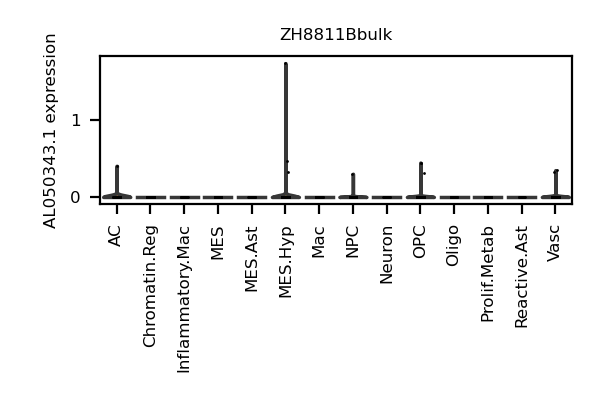 ZH8811Bbulk
AL050343.1 expression
1
0
AC
Chromatin.Reg
Inflammatory.Mac
MES
MES.Ast
MES.Hyp
Mac
NPC
Neuron
OPC
Oligo
Prolif.Metab
Reactive.Ast
Vasc